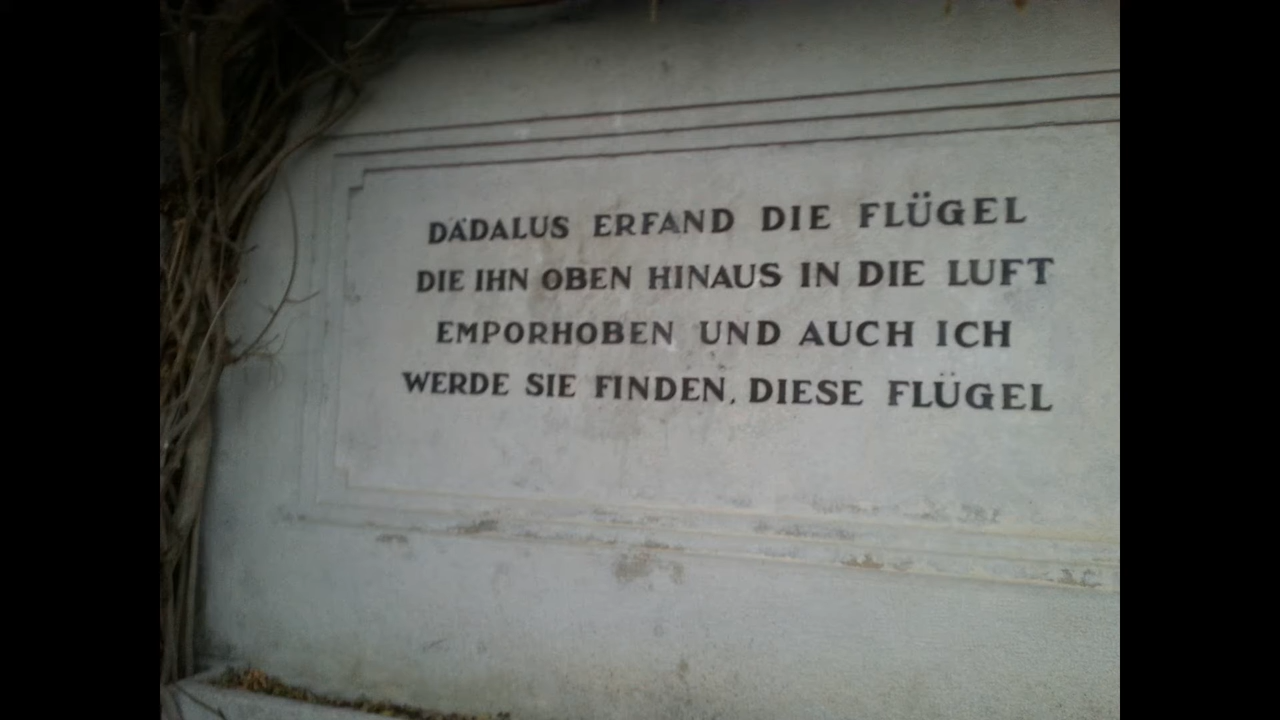 DÄDALUS ERFAND DIE FLÜGEL
DIE IHN OBEN HINAUS IN DIE LUFT
EMPORHOBEN UND AUCH ICH
WERDE SIE FINDEN, DIESE FLÜGEL